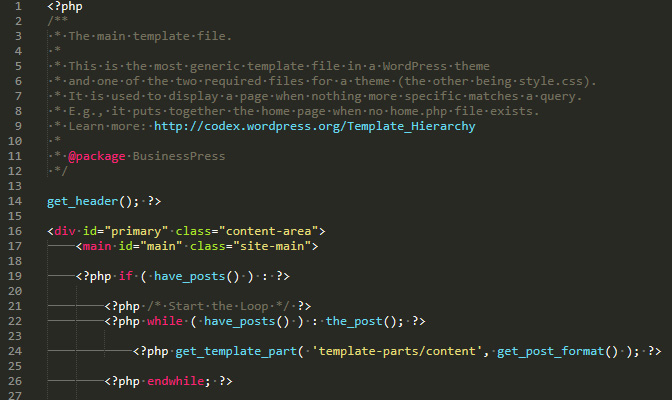 1 <?php
2 /**
3  * The main template file.
4  *
5  * This is the most generic template file in a WordPress theme
6  * and one of the two required files for a theme (the other being style.css).
7  * It is used to display a page when nothing more specific matches a query.
8  * E.g., it puts together the home page when no home.php file exists.
9  * Learn more: http://codex.wordpress.org/Template_Hierarchy
10  *
11  * @package BusinessPress
12  */
13
14 get_header(); ?>
15
16 <div id="primary" class="content-area">
17 	<main id="main" class="site-main">
18
19 	<?php if ( have_posts() ) : ?>
20
21 		<?php /* Start the Loop */ ?>
22 		<?php while ( have_posts() ) : the_post(); ?>
23
24 			<?php get_template_part( 'template-parts/content', get_post_format() ); ?>
25
26 		<?php endwhile; ?>
27